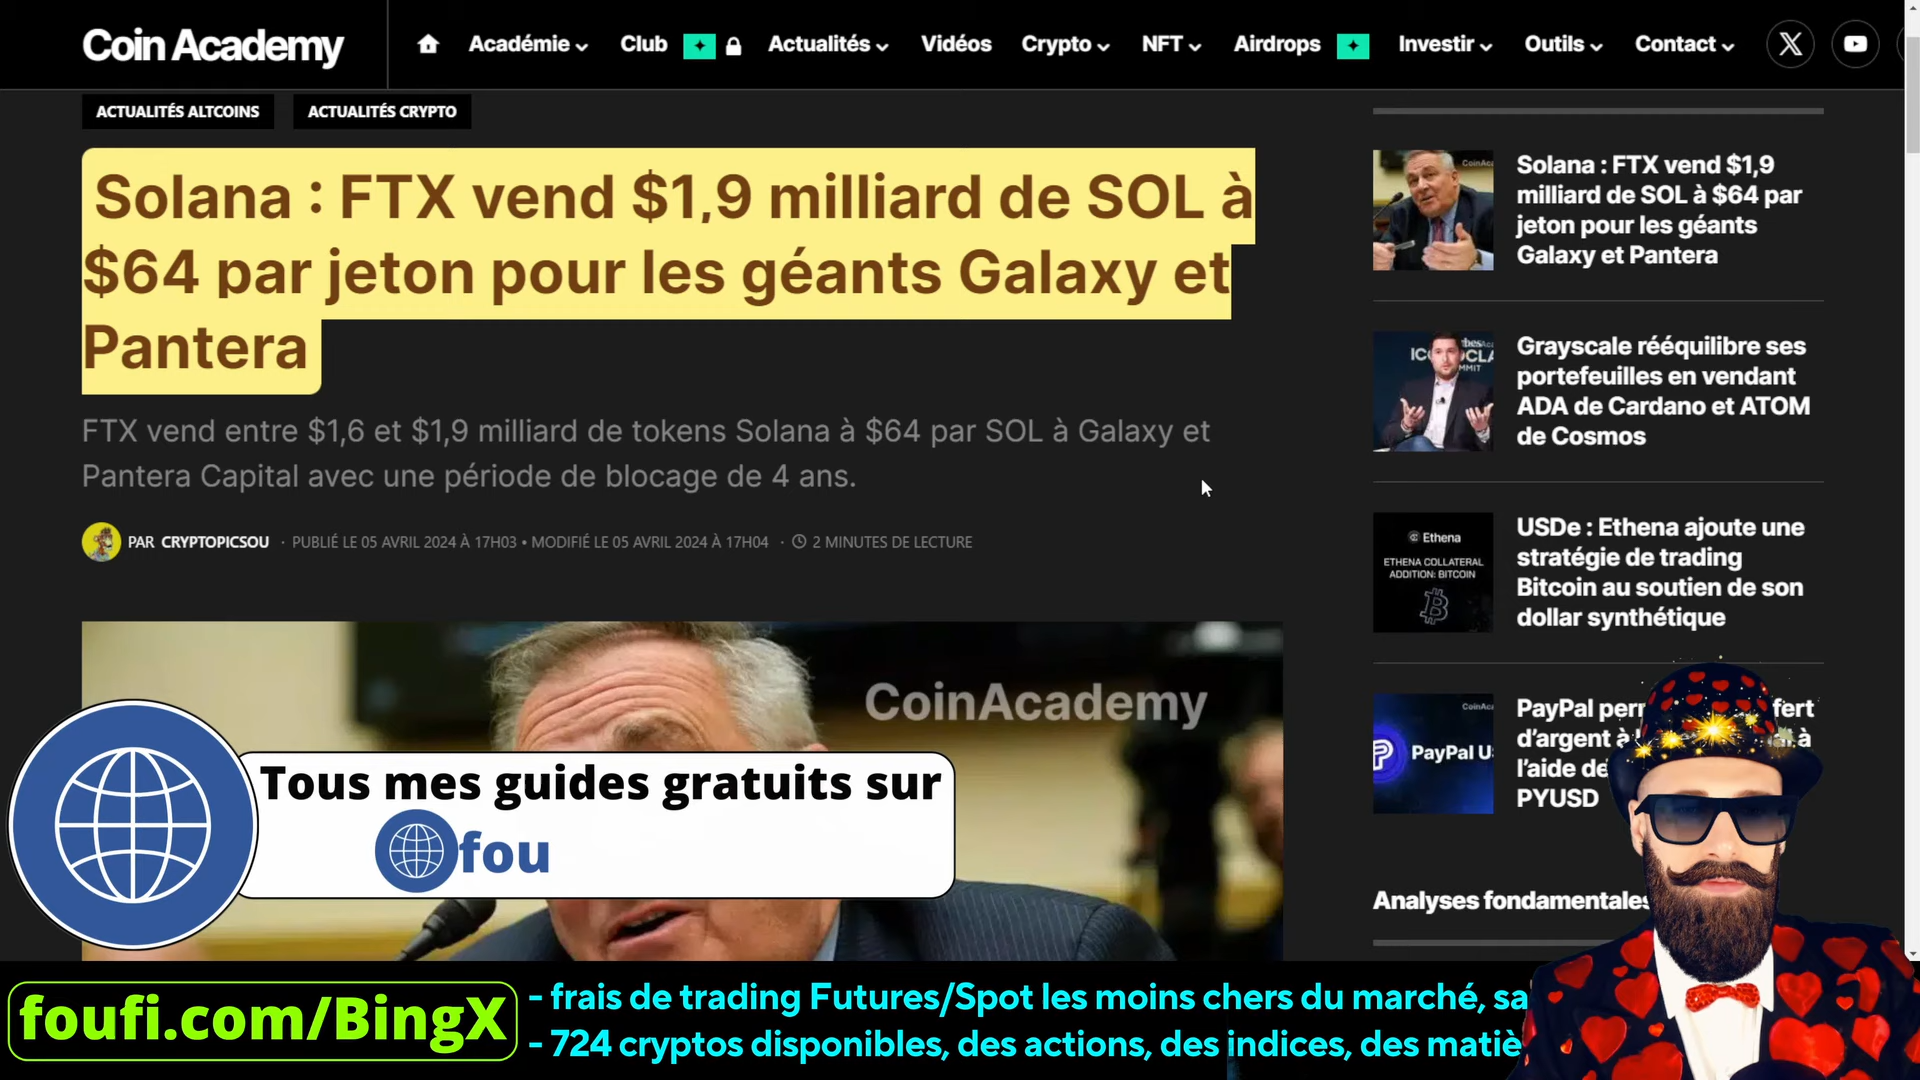 Coin Academy
Académie
Club
Actualités
Vidéos
Crypto
NFT
Airdrops
Investir
Outils
Contact
ACTUALITÉS ALTCOINS
ACTUALITÉS CRYPTO
Solana : FTX vend $1,9 milliard de SOL à
$64 par jeton pour les géants Galaxy et
Pantera
FTX vend entre $1,6 et $1,9 milliard de tokens Solana à $64 par SOL à Galaxy et
Pantera Capital avec une période de blocage de 4 ans.
PAR CRYPTOPICSOU · PUBLIÉ LE 05 AVRIL 2024 À 17H03 • MODIFIÉ LE 05 AVRIL 2024 À 17H04 · 2 MINUTES DE LECTURE
CoinAcademy
Tous mes guides gratuits sur
fou
Solana : FTX vend $1,9
milliard de SOL à $64 par
jeton pour les géants
Galaxy et Pantera
Grayscale rééquilibre ses
portefeuilles en vendant
ADA de Cardano et ATOM
de Cosmos
Ethena
ETHENA COLLATERAL
ADDITION: BITCOIN
USDe : Ethena ajoute une
stratégie de trading
Bitcoin au soutien de son
dollar synthétique
PayPal U
PayPal per fert
d'argent à à
l'aide de
PYUSD
Analyses fondamentales
foufi.com/BingX
- frais de trading Futures/Spot les moins chers du marché, sa
- 724 cryptos disponibles, des actions, des indices, des matiè